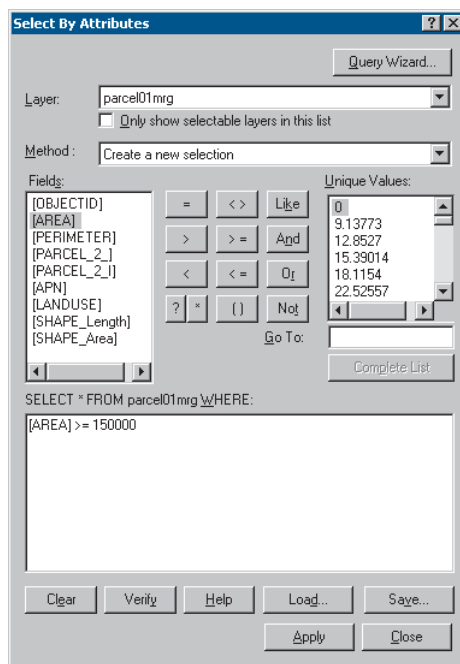 Select By Attributes
Query Wizard...
Layer: parcel01mrg
Only show selectable layers in this list
Method : Create a new selection
Fields: Unique Values:
[OBJECTID]
[AREA]
[PERIMETER]
[PARCEL_2_]
[PARCEL_2_I]
[APN]
[LANDUSE]
[SHAPE_Length]
[SHAPE_Area]
= < > Like
> > = And
< < = Or
? * ( ) Not
0
9.13773
12.8527
15.39014
18.1154
22.52557
Go To:
Complete List
SELECT * FROM parcel01mrg WHERE:
[AREA] >= 150000
Clear Verify Help Load... Save...
Apply Close